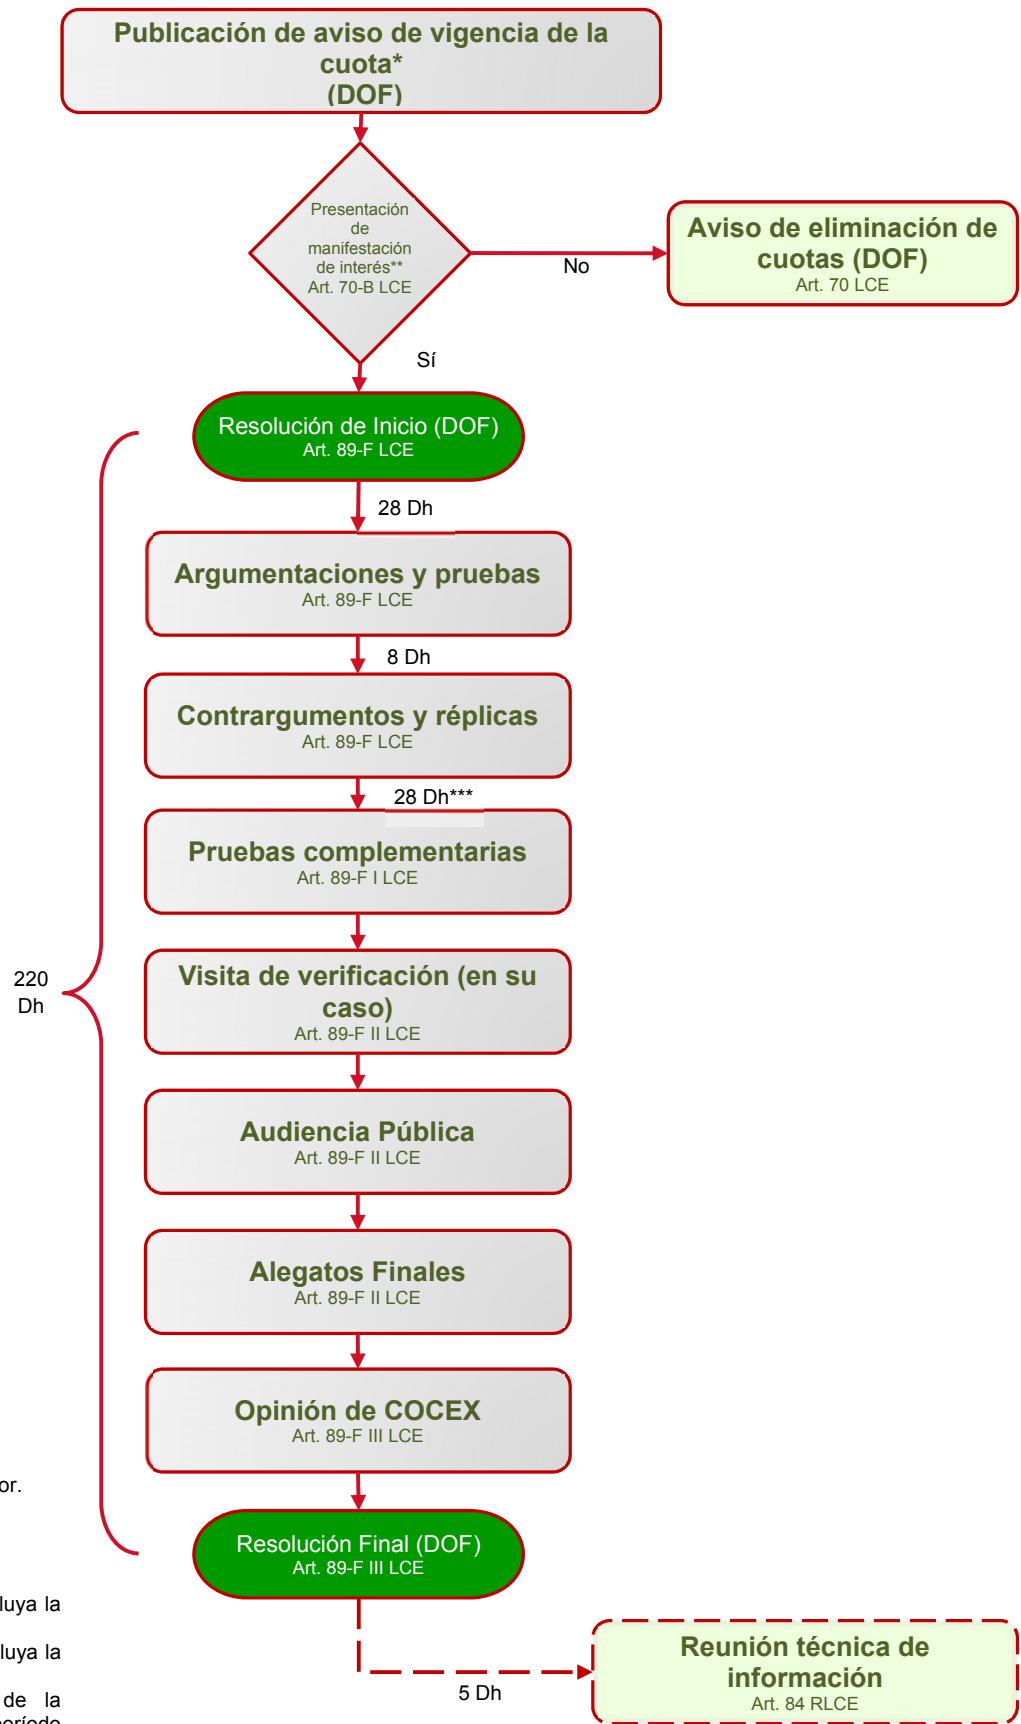 Publicación de aviso de vigencia de la
cuota*
(DOF)
Presentación
de
manifestación
de interés**
Art. 70-B LCE
No
Aviso de eliminación de
cuotas (DOF)
Art. 70 LCE
Sí
Resolución de Inicio (DOF)
Art. 89-F LCE
28 Dh
Argumentaciones y pruebas
Art. 89-F LCE
8 Dh
Contrargumentos y réplicas
Art. 89-F LCE
28 Dh***
Pruebas complementarias
Art. 89-F I LCE
220
Dh
Visita de verificación (en su
caso)
Art. 89-F II LCE
Audiencia Pública
Art. 89-F II LCE
Alegatos Finales
Art. 89-F II LCE
Opinión de COCEX
Art. 89-F III LCE
or.
Resolución Final (DOF)
Art. 89-F III LCE
luya la
luya la
de la
período
5 Dh
Reunión técnica de
información
Art. 84 RLCE